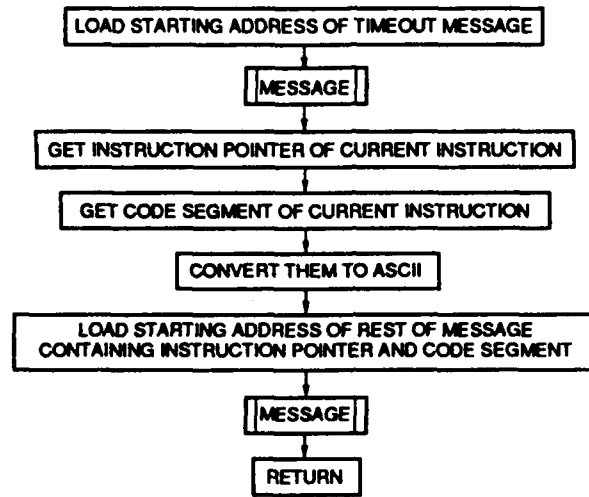 LOAD STARTING ADDRESS OF TIMEOUT MESSAGE
MESSAGE
GET INSTRUCTION POINTER OF CURRENT INSTRUCTION
GET CODE SEGMENT OF CURRENT INSTRUCTION
CONVERT THEM TO ASCII
LOAD STARTING ADDRESS OF REST OF MESSAGE
CONTAINING INSTRUCTION POINTER AND CODE SEGMENT
MESSAGE
RETURN